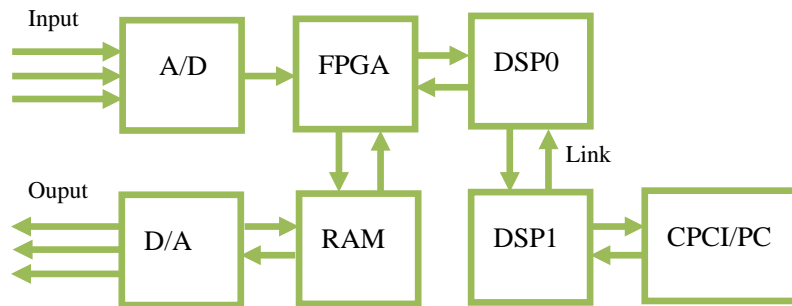 Input
A/D
FPGA
DSP0
Link
Ouput
D/A
RAM
DSP1
CPCI/PC